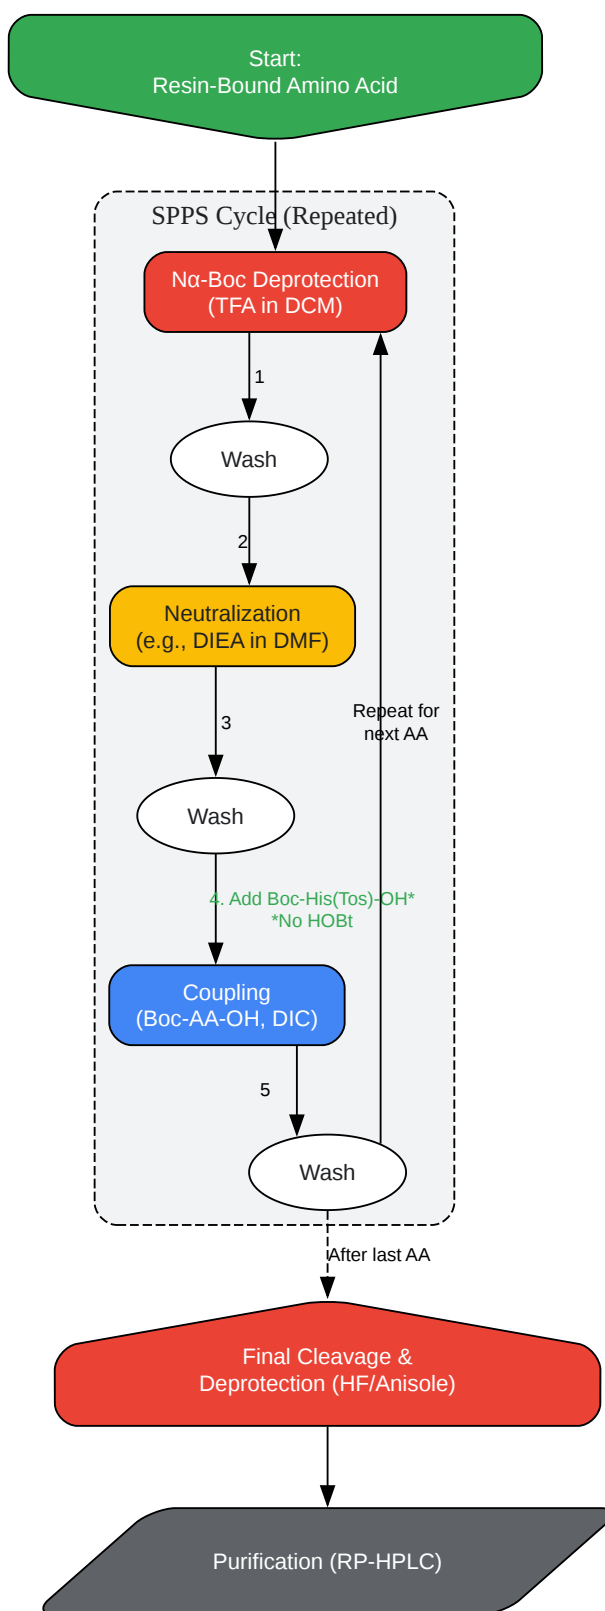 Start:
Resin-Bound Amino Acid
SPPS Cycle (Repeated)
Nα-Boc Deprotection
(TFA in DCM)
1
Wash
2
Neutralization
(e.g., DIEA in DMF)
3
Repeat for
next AA
Wash
4. Add Boc-His(Tos)-OH*
*No HOBt
Coupling
(Boc-AA-OH, DIC)
5
Wash
After last AA
Final Cleavage &
Deprotection (HF/Anisole)
Purification (RP-HPLC)